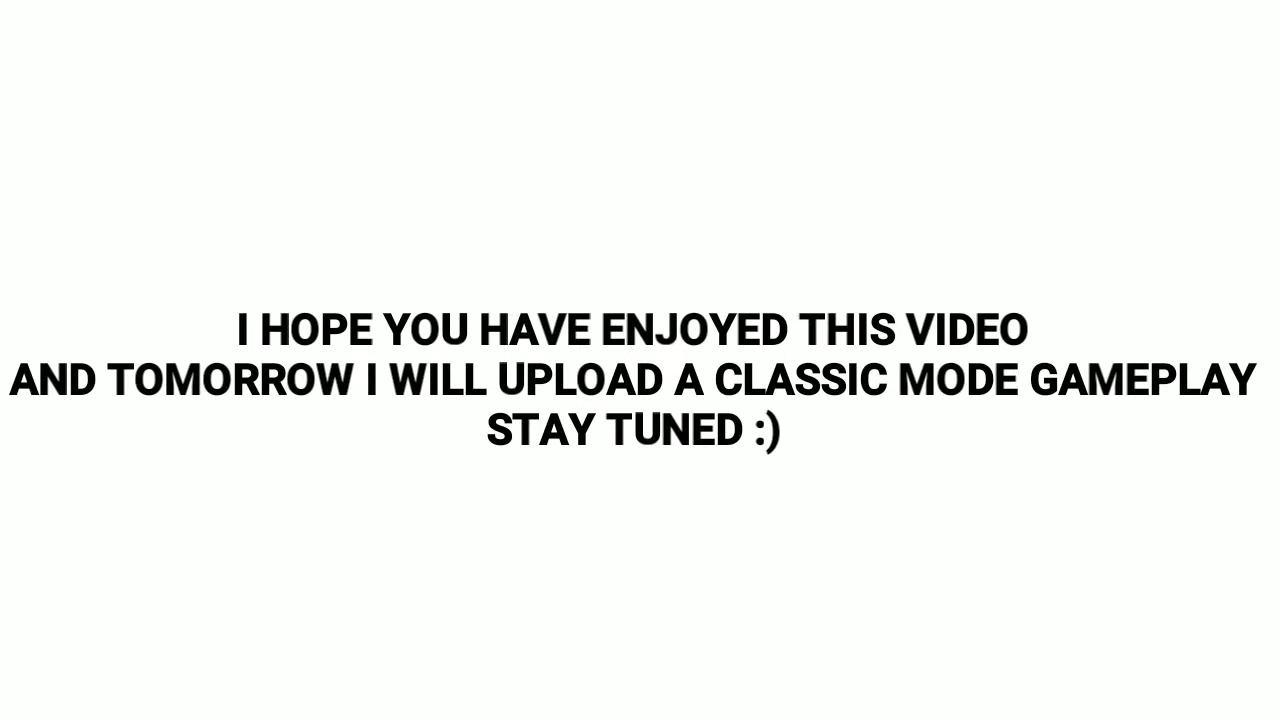 I HOPE YOU HAVE ENJOYED THIS VIDEO
AND TOMORROW I WILL UPLOAD A CLASSIC MODE GAMEPLAY
STAY TUNED :)